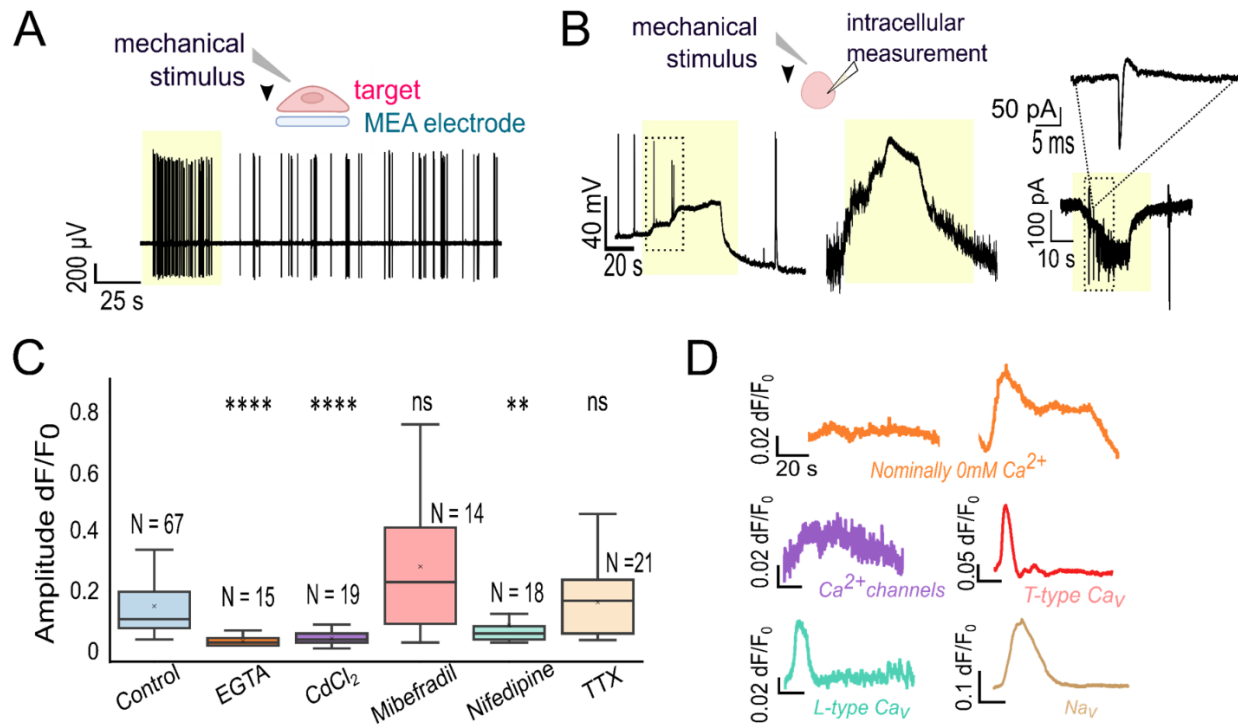 A
mechanical
stimulus
target
MEA electrode
200 µV
25 s
B
mechanical
stimulus
intracellular
measurement
40 mV
20 s
50 pA
5 ms
100 pA
10 s
C
Amplitude dF/F0
0.8
0.6
0.4
0.2
0
N = 67
****
N = 15
****
N = 19
ns
N = 14
**
N = 18
ns
N =21
Control
EGTA
CdCl2
Mibefradil
Nifedipine
TTX
D
0.02 dF/F0
20 s
Nominally 0mM Ca2+
0.02 dF/F0
Ca2+ channels
0.05 dF/F0
T-type CaV
0.02 dF/F0
L-type CaV
0.1 dF/F0
NaV